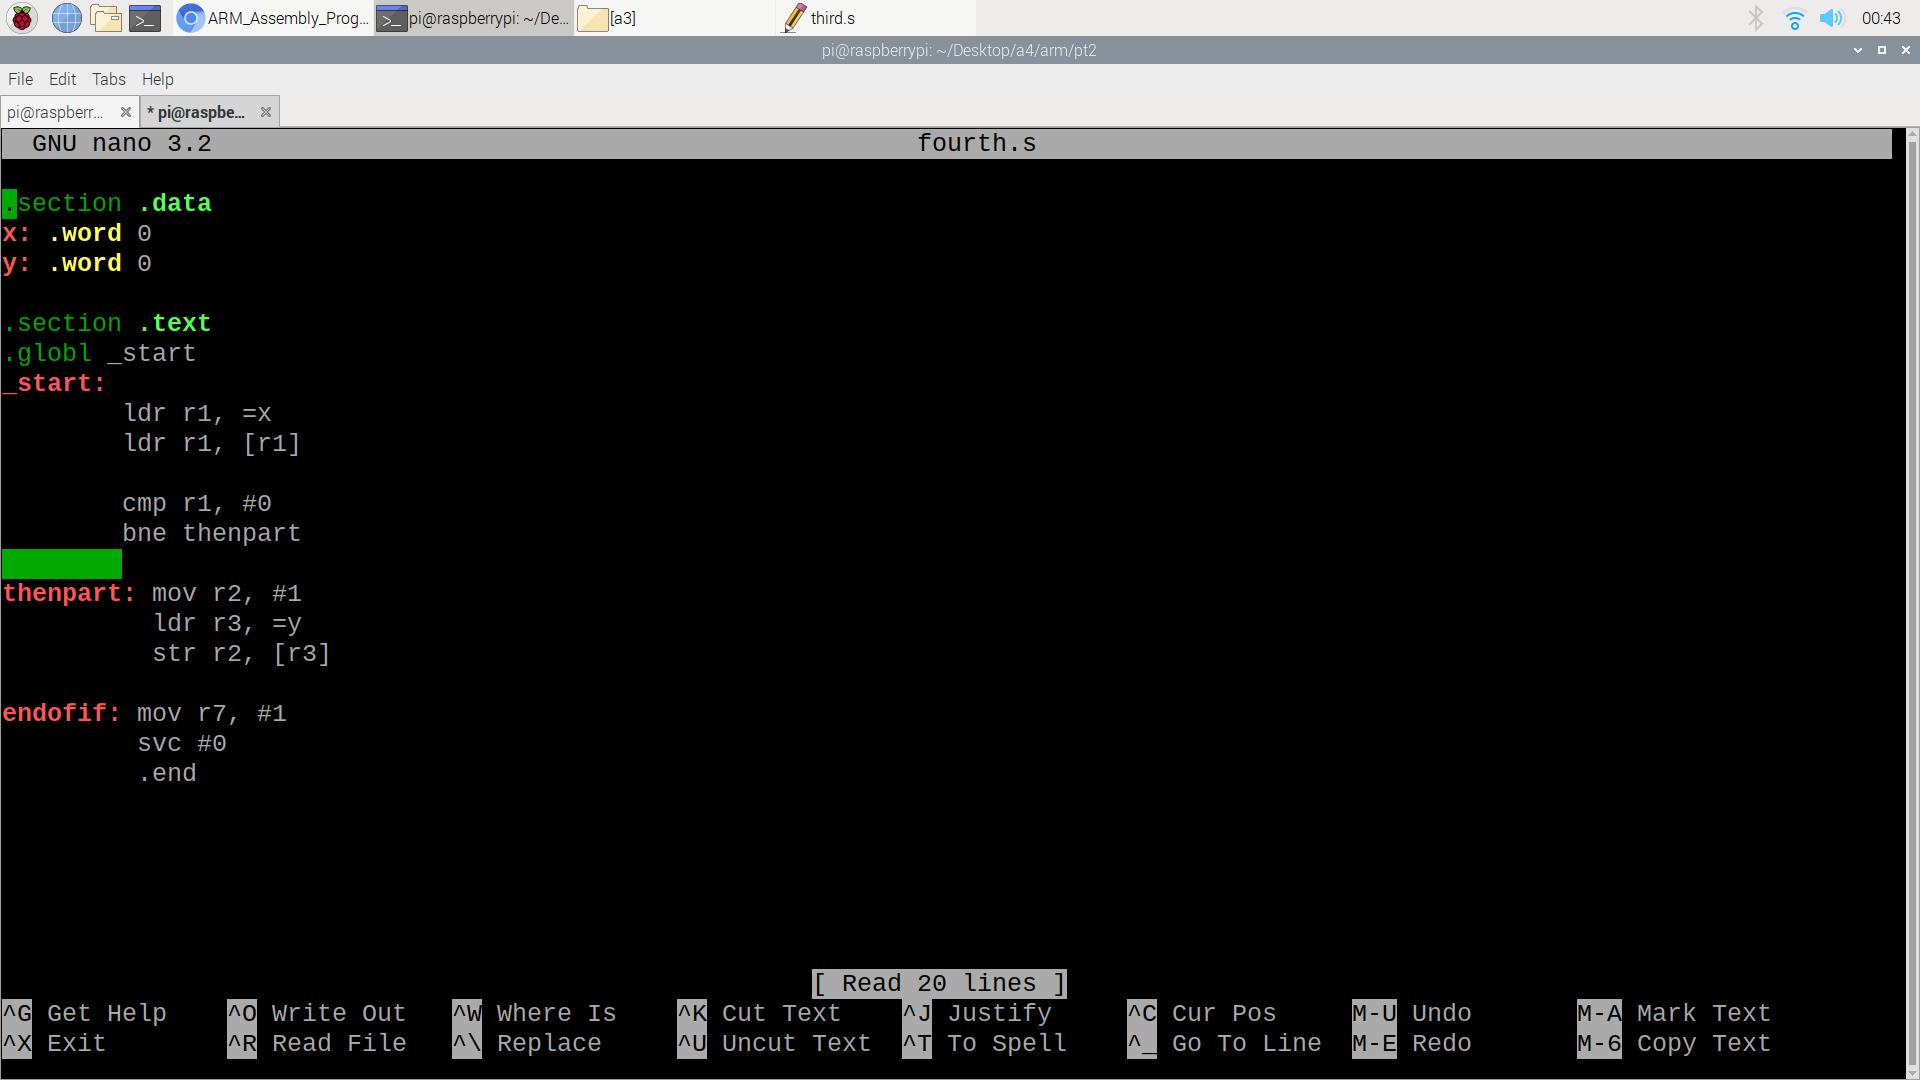 ARM_Assembly_Prog...
pi@raspberrypi: ~/De...
[a3]
third.s
00:43
pi@raspberrypi: ~/Desktop/a4/arm/pt2
File Edit Tabs Help
pi@raspberr...
* pi@raspbe...
GNU nano 3.2 fourth.s
.section .data
x: .word 0
y: .word 0
.section .text
.globl _start
_start:
ldr r1, =x
ldr r1, [r1]
cmp r1, #0
bne thenpart
thenpart: mov r2, #1
ldr r3, =y
str r2, [r3]
endofif: mov r7, #1
svc #0
.end
[ Read 20 lines ]
^G Get Help ^O Write Out ^W Where Is ^K Cut Text ^J Justify ^C Cur Pos M-U Undo M-A Mark Text
^X Exit ^R Read File ^\ Replace ^U Uncut Text ^T To Spell ^_ Go To Line M-E Redo M-6 Copy Text